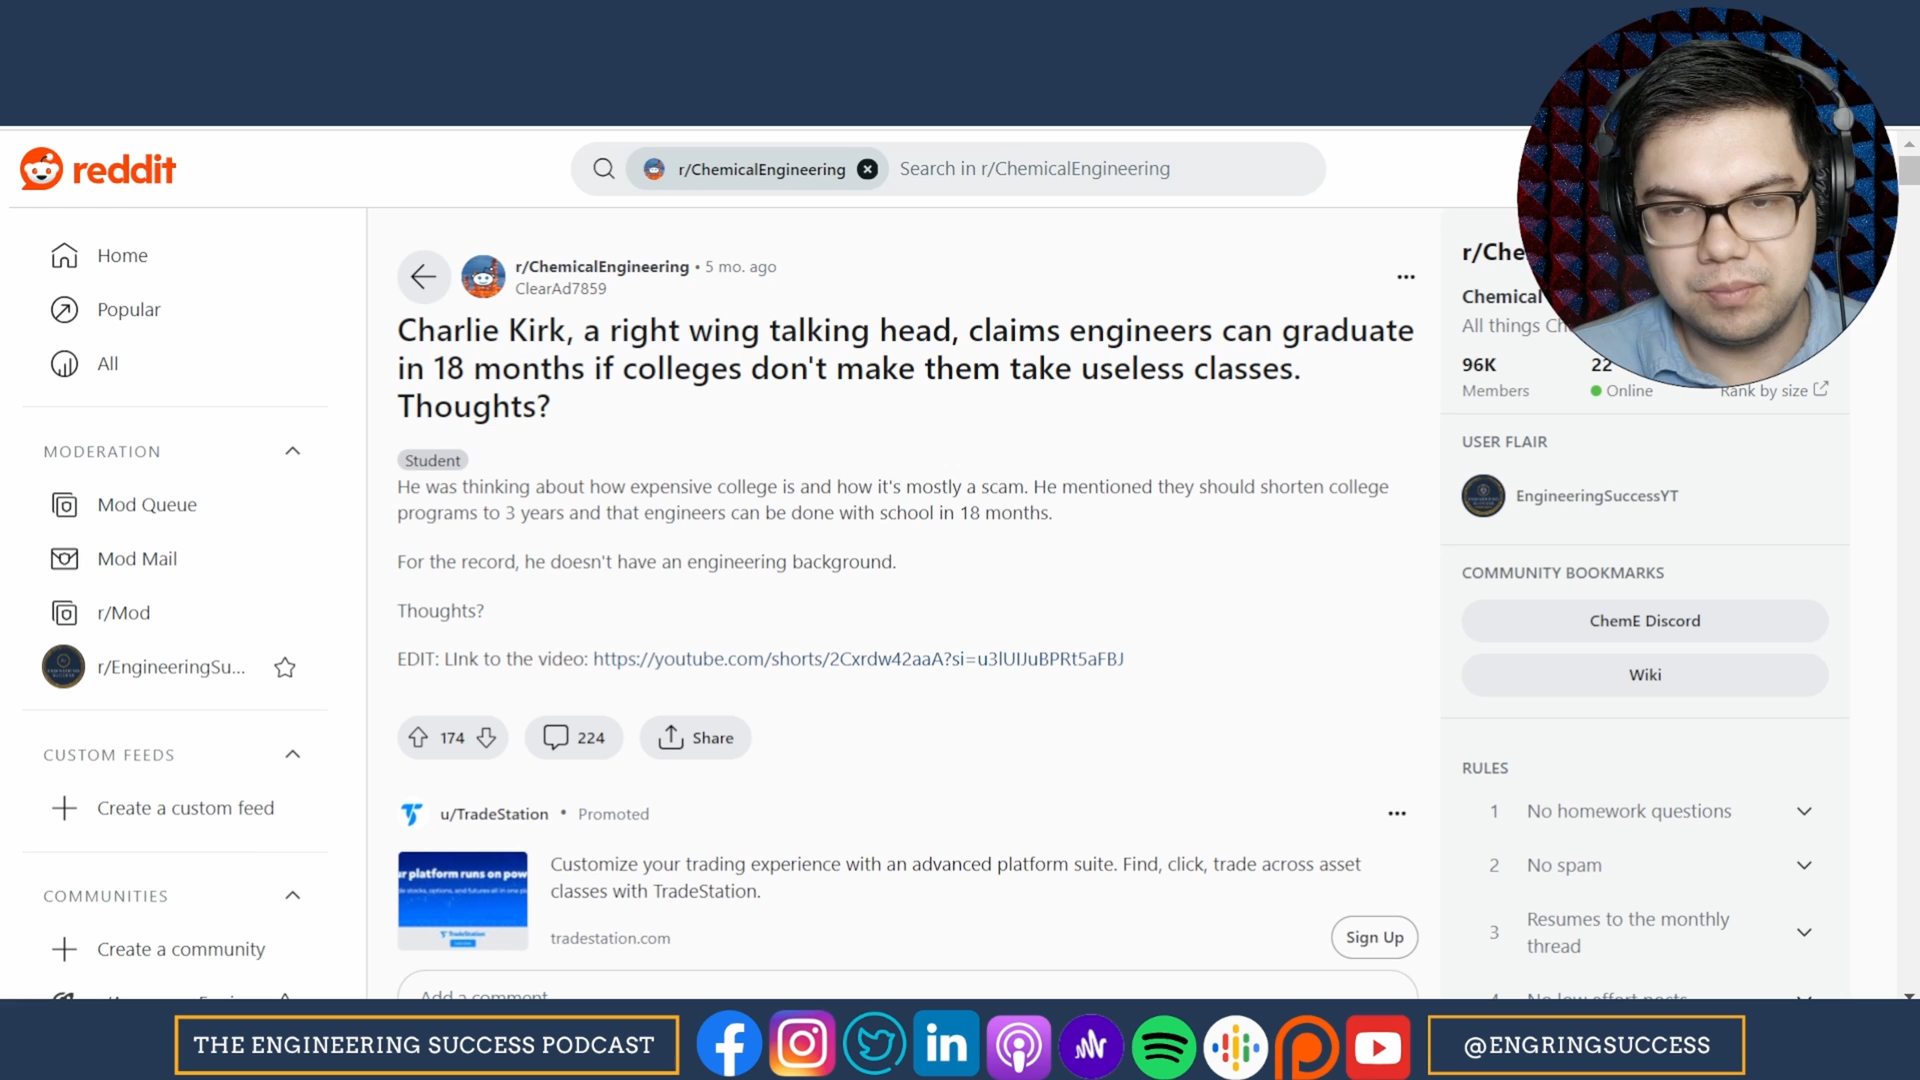 reddit
r/ChemicalEngineering
Search in r/ChemicalEngineering
Home
Popular
All
MODERATION
Mod Queue
Mod Mail
r/Mod
r/EngineeringSu...
CUSTOM FEEDS
Create a custom feed
COMMUNITIES
Create a community
r/ChemicalEngineering • 5 mo. ago
ClearAd7859
Charlie Kirk, a right wing talking head, claims engineers can graduate
in 18 months if colleges don't make them take useless classes.
Thoughts?
Student
He was thinking about how expensive college is and how it's mostly a scam. He mentioned they should shorten college
programs to 3 years and that engineers can be done with school in 18 months.
For the record, he doesn't have an engineering background.
Thoughts?
EDIT: LInk to the video: https://youtube.com/shorts/2Cxrdw42aaA?si=u3lUIJuBPRt5aFBJ
174
224
Share
u/TradeStation • Promoted
Customize your trading experience with an advanced platform suite. Find, click, trade across asset
classes with TradeStation.
tradestation.com
Sign Up
Add a comment
r/Che
Chemical
All things Ch
96K
22
Members
Online
Rank by size
USER FLAIR
EngineeringSuccessYT
COMMUNITY BOOKMARKS
ChemE Discord
Wiki
RULES
1 No homework questions
2 No spam
3 Resumes to the monthly
thread
4 No low effort posts
THE ENGINEERING SUCCESS PODCAST
@ENGRINGSUCCESS